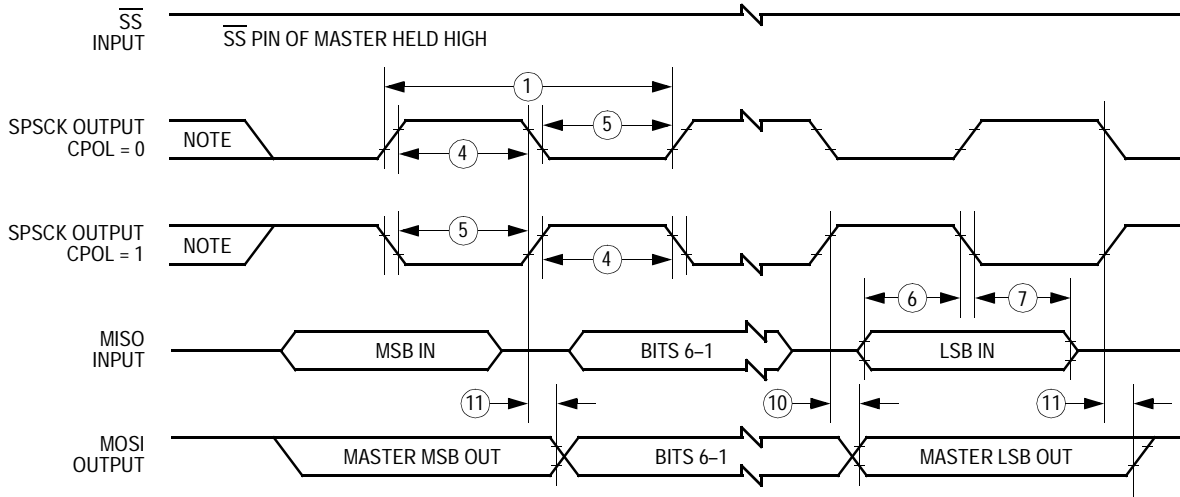 S̅S̅
INPUT
S̅S̅ PIN OF MASTER HELD HIGH
1
SPSCK OUTPUT
CPOL = 0
NOTE
4
5
SPSCK OUTPUT
CPOL = 1
NOTE
5
4
6
7
MISO
INPUT
MSB IN
BITS 6–1
LSB IN
11
10
11
MOSI
OUTPUT
MASTER MSB OUT
BITS 6–1
MASTER LSB OUT